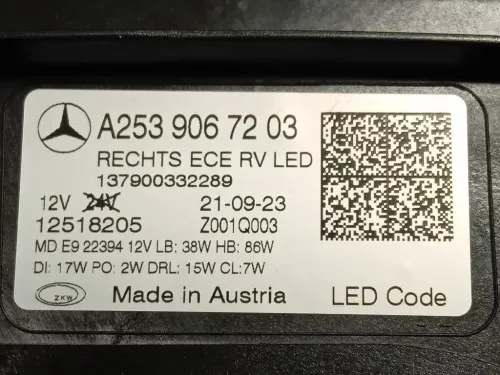 A253 906 72 03
RECHTS ECE RV LED
137900332289
12V 24V 21-09-23
12518205 Z001Q003
MD E9 22394 12V LB: 38W HB: 86W
DI: 17W PO: 2W DRL: 15W CL:7W
ZKW Made in Austria LED Code